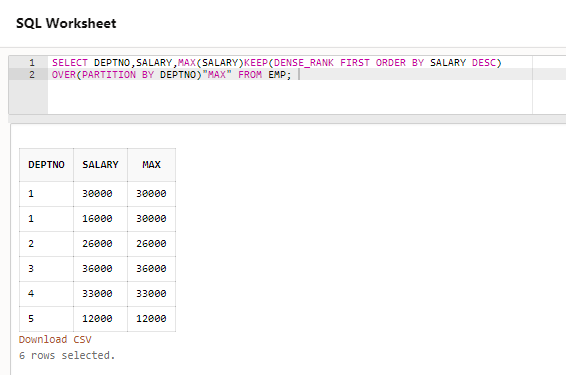 SQL Worksheet
1 SELECT DEPTNO,SALARY,MAX(SALARY)KEEP(DENSE_RANK FIRST ORDER BY SALARY DESC)
2 OVER(PARTITION BY DEPTNO)"MAX" FROM EMP;
DEPTNO SALARY MAX
1 30000 30000
1 16000 30000
2 26000 26000
3 36000 36000
4 33000 33000
5 12000 12000
Download CSV
6 rows selected.